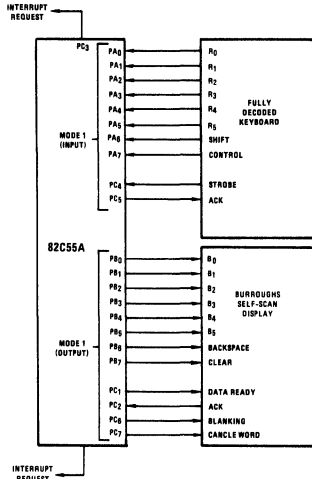 INTERRUPT
REQUEST
PC3
PA0 R0
PA1 R1
PA2 R2
PA3 R3
PA4 R4
PA5 R5
PA6 SHIFT
PA7 CONTROL
PC4 STROBE
PC5 ACK
MODE 1
(INPUT)
FULLY
DECODED
KEYBOARD
82C55A
PB0 B0
PB1 B1
PB2 B2
PB3 B3
PB4 B4
PB5 B5
PB6 BACKSPACE
PB7 CLEAR
PC1 DATA READY
PC2 ACK
PC6 BLANKING
PC7 CANCLE WORD
MODE 1
(OUTPUT)
BURROUGHS
SELF-SCAN
DISPLAY
INTERRUPT
REQUEST